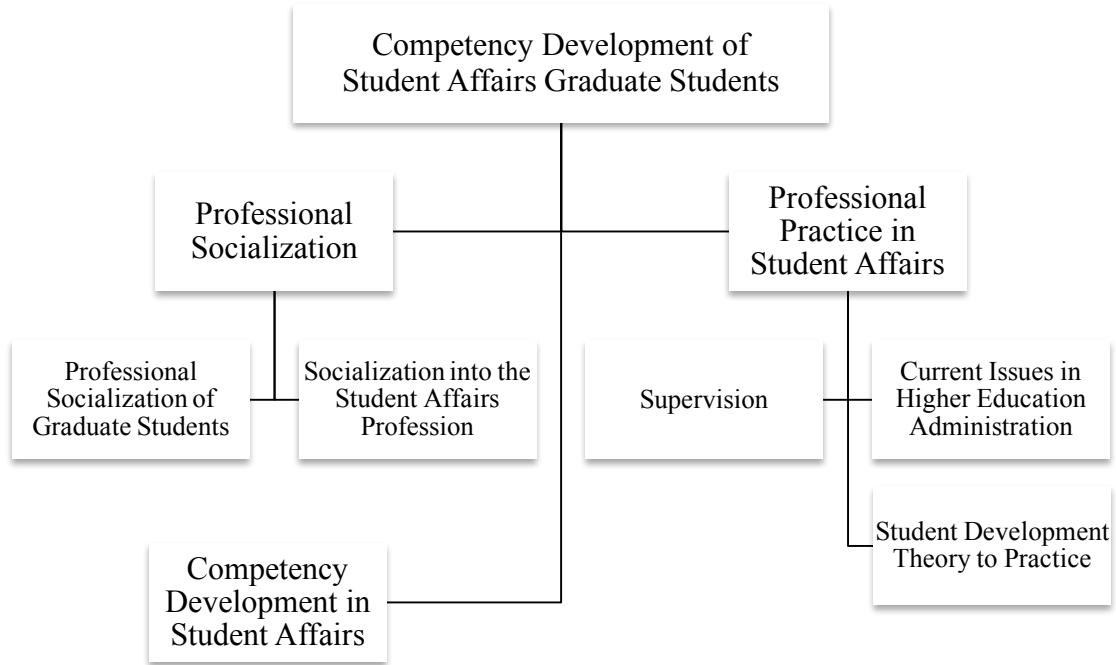 Competency Development of
Student Affairs Graduate Students
Professional
Socialization
Professional
Practice in
Student Affairs
Professional
Socialization of
Graduate Students
Socialization into the
Student Affairs
Profession
Supervision
Current Issues in
Higher Education
Administration
Student Development
Theory to Practice
Competency
Development in
Student Affairs